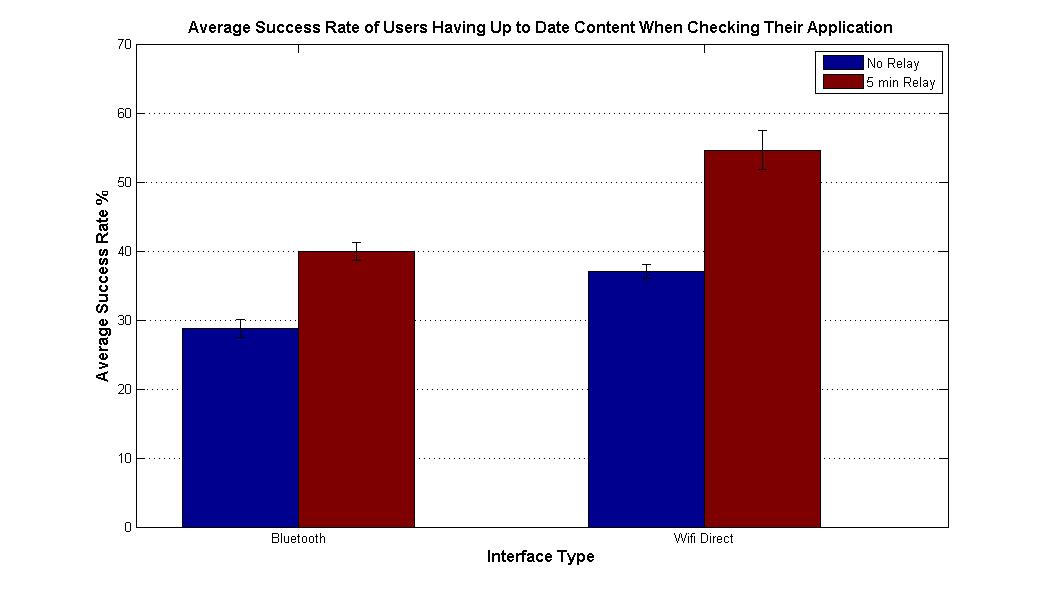 Average Success Rate of Users Having Up to Date Content When Checking Their Application
70
60
50
40
30
20
10
0
Average Success Rate %
No Relay
5 min Relay
Bluetooth
Wifi Direct
Interface Type